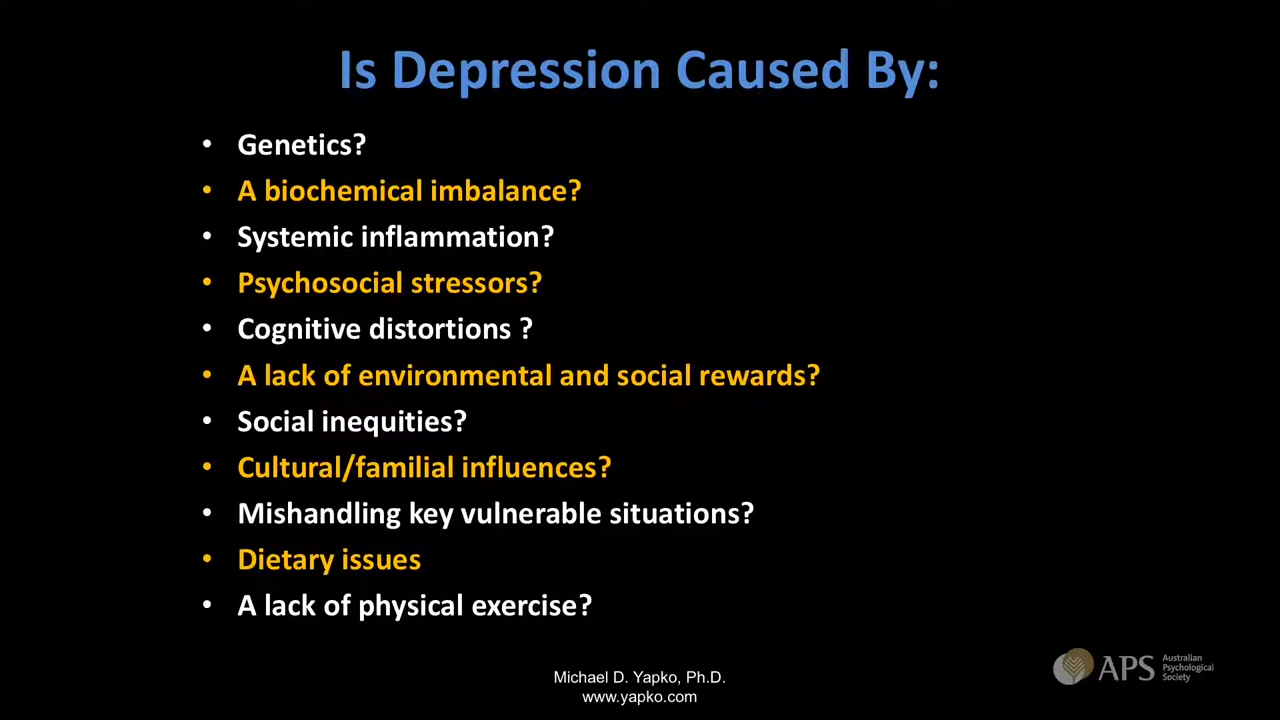 Is Depression Caused By:
• Genetics?
• A biochemical imbalance?
• Systemic inflammation?
• Psychosocial stressors?
• Cognitive distortions ?
• A lack of environmental and social rewards?
• Social inequities?
• Cultural/familial influences?
• Mishandling key vulnerable situations?
• Dietary issues
• A lack of physical exercise?
Michael D. Yapko, Ph.D.
www.yapko.com
APS
Australian
Psychological
Society